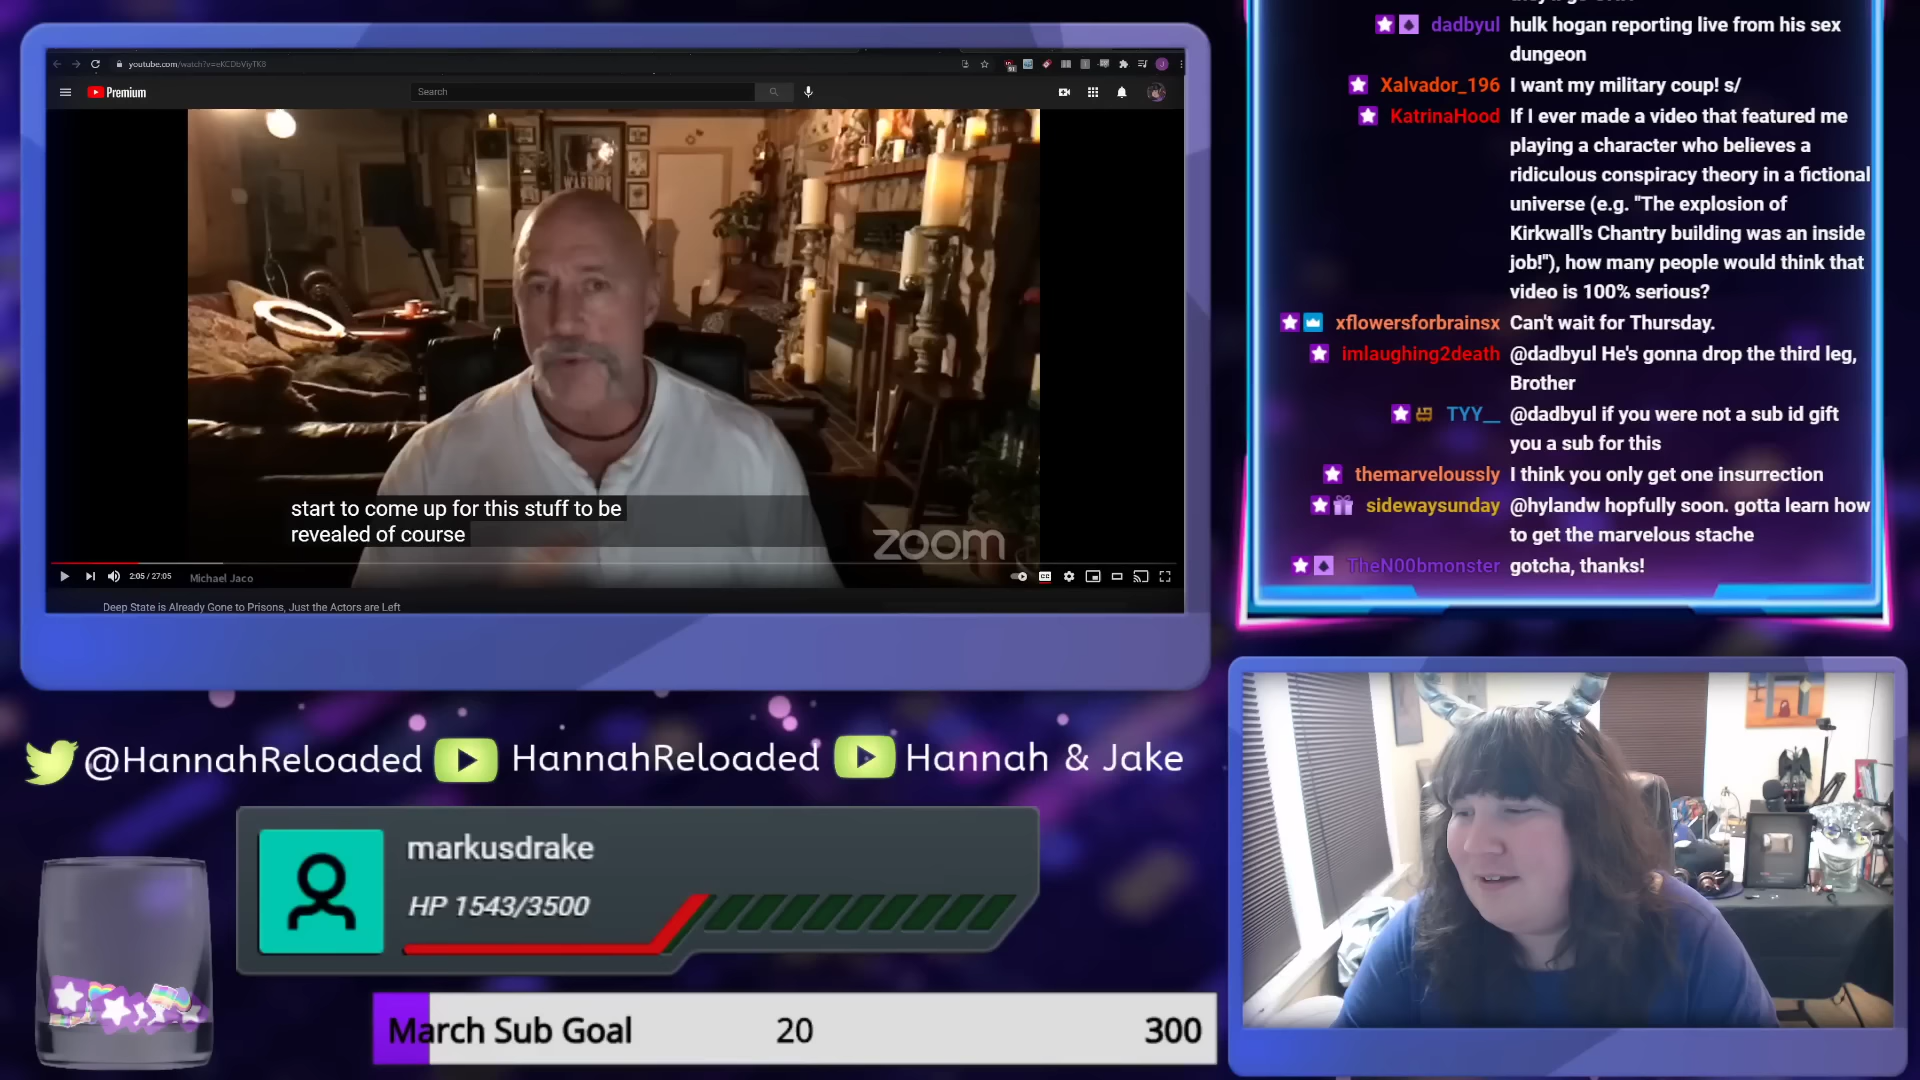 youtube.com/watch?v=eKCDbViyTK8
Premium
Search
WARRIOR
start to come up for this stuff to be
revealed of course
zoom
2:05 / 27:05
Michael Jaco
Deep State is Already Gone to Prisons, Just the Actors are Left
dadbyul hulk hogan reporting live from his sex
dungeon
Xalvador_196 I want my military coup! s/
KatrinaHood If I ever made a video that featured me
playing a character who believes a
ridiculous conspiracy theory in a fictional
universe (e.g. "The explosion of
Kirkwall's Chantry building was an inside
job!"), how many people would think that
video is 100% serious?
xflowersforbrainsx Can't wait for Thursday.
imlaughing2death @dadbyul He's gonna drop the third leg,
Brother
TYY__ @dadbyul if you were not a sub id gift
you a sub for this
themarveloussly I think you only get one insurrection
sidewaysunday @hylandw hopefully soon. gotta learn how
to get the marvelous stache
TheN00bmonster gotcha, thanks!
@HannahReloaded HannahReloaded Hannah & Jake
markusdrake
HP 1543/3500
March Sub Goal 20 300